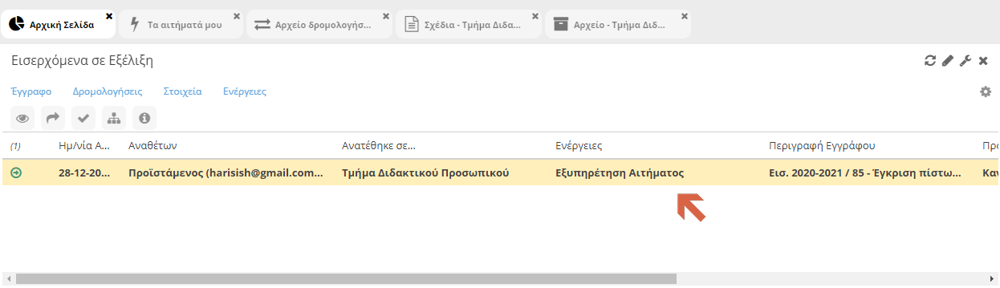 Αρχική Σελίδα
Τα αιτήματά μου
Αρχείο δρομολογήσ...
Σχέδια - Τμήμα Διδα...
Αρχείο - Τμήμα Διδ...
Εισερχόμενα σε Εξέλιξη
Έγγραφο Δρομολογήσεις Στοιχεία Ενέργειες
(1) Ημ/νία Α... Αναθέτων Ανατέθηκε σε... Ενέργειες Περιγραφή Εγγράφου Προ
28-12-20... Προϊστάμενος (harisish@gmail.com... Τμήμα Διδακτικού Προσωπικού Εξυπηρέτηση Αιτήματος Εισ. 2020-2021 / 85 - Έγκριση πίστω... Καν